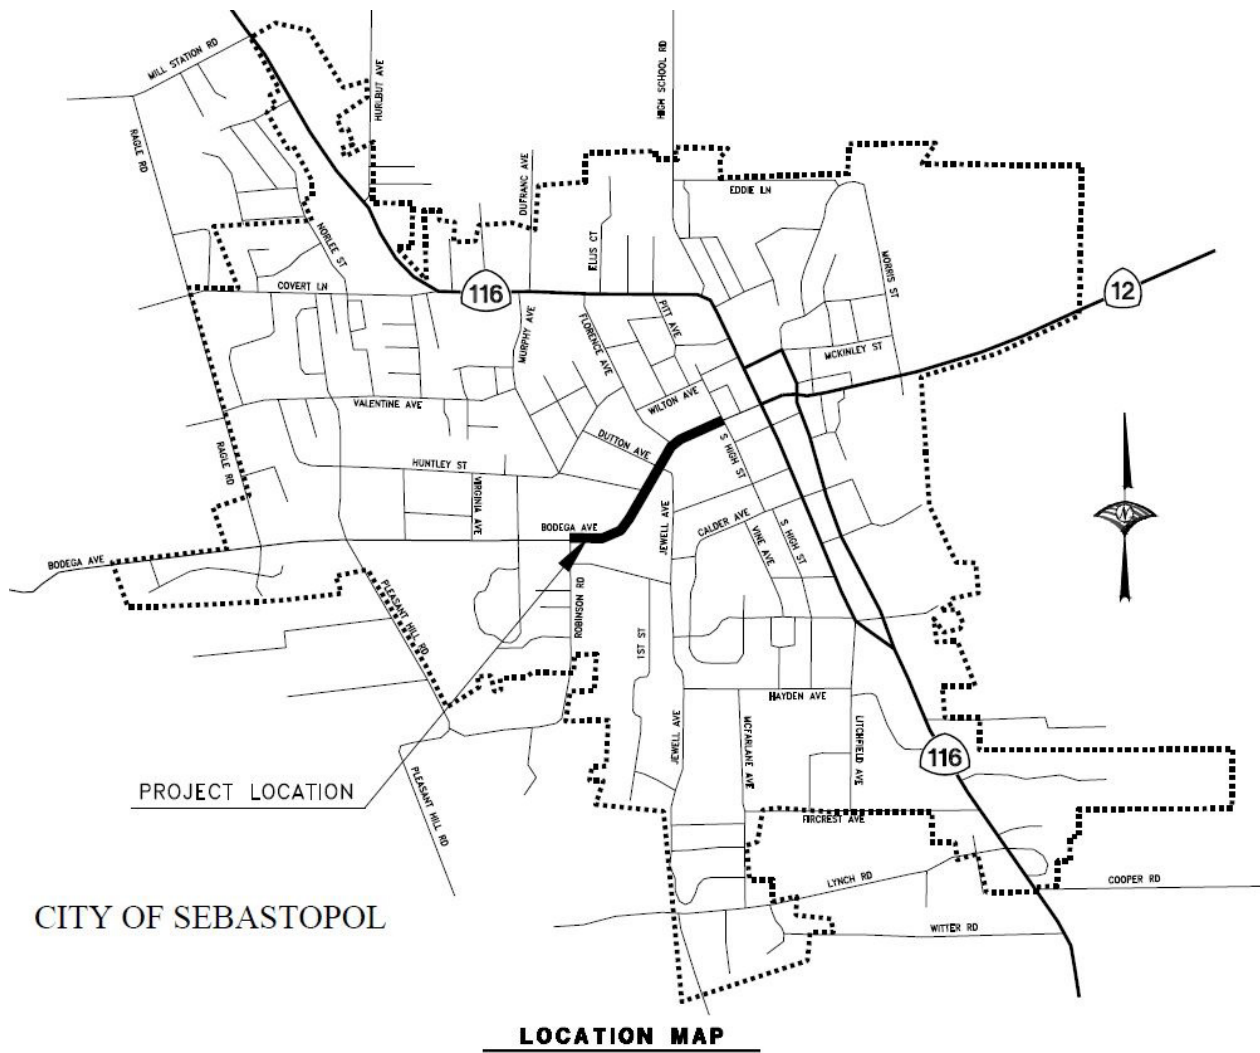 MILL STATION RD
HURLBUT AVE
HIGH SCHOOL RD
RAGLE RD
DUFRANC AVE
EDDIE LN
NORLEE ST
ELLIS CT
MORRIS ST
COVERT LN
116
12
PITT AVE
FLORENCE AVE
MURPHY AVE
MCKINLEY ST
VALENTINE AVE
WILTON AVE
DUTTON AVE
S HIGH ST
RAGLE RD
HUNTLEY ST
VIRGINIA AVE
BODEGA AVE
JEWELL AVE
CALDER AVE
VINE AVE
S HIGH ST
N
BODEGA AVE
PLEASANT HILL RD
ROBINSON RD
1ST ST
HAYDEN AVE
JEWELL AVE
MCFARLANE AVE
LITCHFIELD AVE
116
PROJECT LOCATION
PLEASANT HILL RD
FIRCREST AVE
LYNCH RD
COOPER RD
CITY OF SEBASTOPOL
WITTER RD
LOCATION MAP